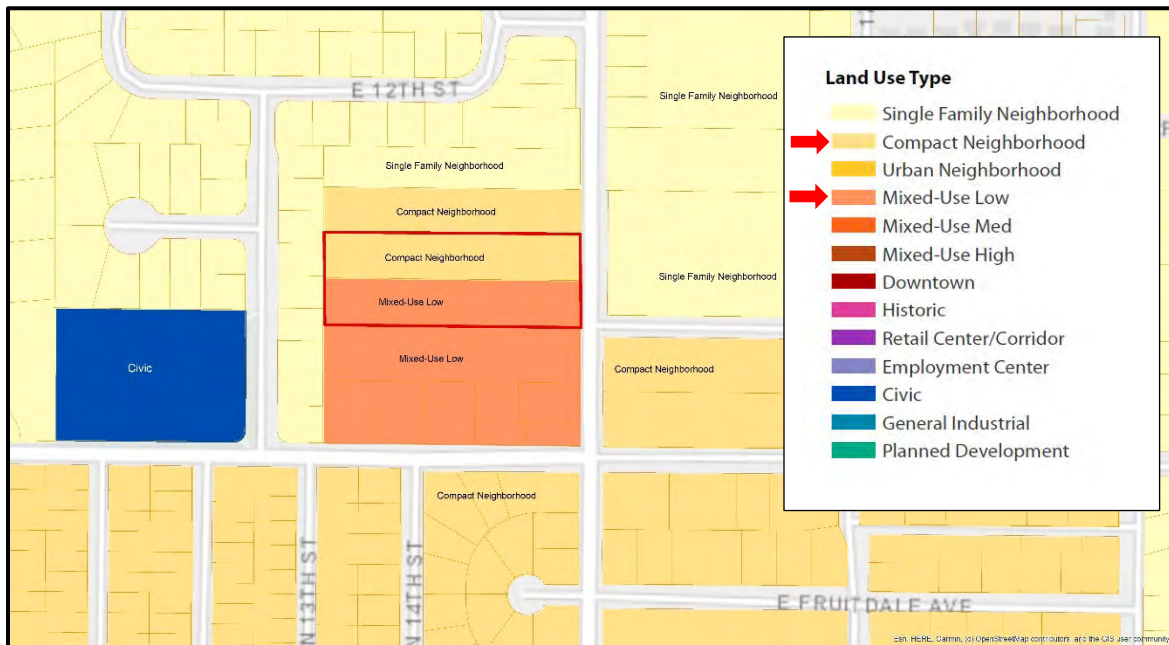 E 12TH ST
Single Family Neighborhood
Single Family Neighborhood
Compact Neighborhood
Compact Neighborhood
Single Family Neighborhood
Mixed-Use Low
Civic
Mixed-Use Low
Compact Neighborhood
Compact Neighborhood
N 13TH ST
N 14TH ST
E FRUITDALE AVE
Land Use Type
Single Family Neighborhood
Compact Neighborhood
Urban Neighborhood
Mixed-Use Low
Mixed-Use Med
Mixed-Use High
Downtown
Historic
Retail Center/Corridor
Employment Center
Civic
General Industrial
Planned Development
Esri, HERE, Garmin, (c) OpenStreetMap contributors, and the GIS user community